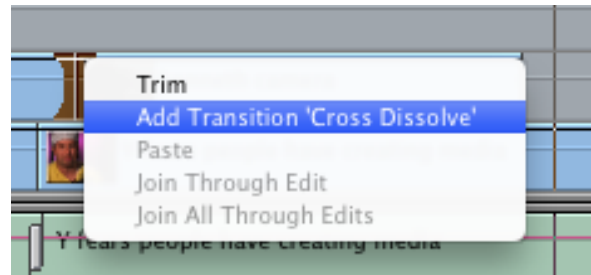 Trim
Add Transition 'Cross Dissolve'
Paste
Join Through Edit
Join All Through Edits
Y fears people have creating media